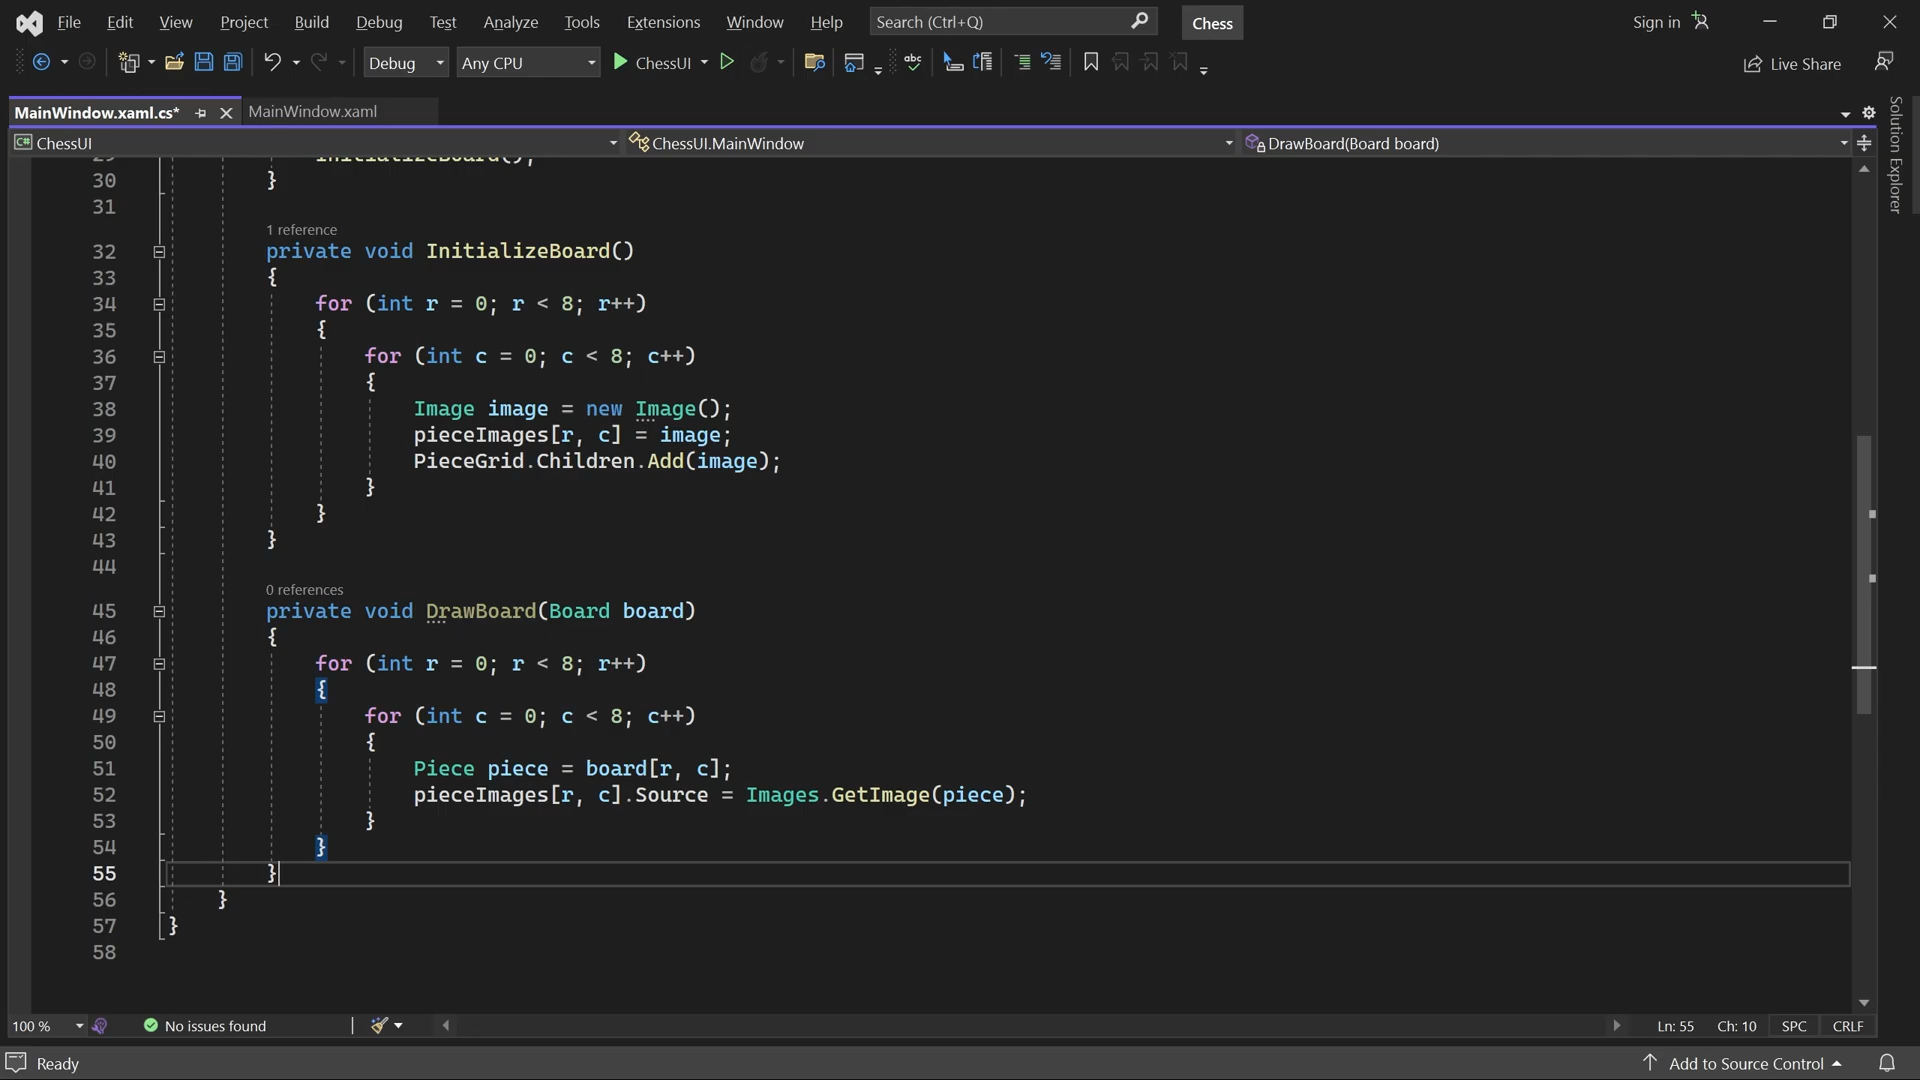 File Edit View Project Build Debug Test Analyze Tools Extensions Window Help Search (Ctrl+Q) Chess Sign in
Debug Any CPU ChessUI Live Share
MainWindow.xaml.cs* MainWindow.xaml
ChessUI ChessUI.MainWindow DrawBoard(Board board)
Solution Explorer
29 InitializeBoard();
30 }
31
1 reference
32 private void InitializeBoard()
33 {
34 for (int r = 0; r < 8; r++)
35 {
36 for (int c = 0; c < 8; c++)
37 {
38 Image image = new Image();
39 pieceImages[r, c] = image;
40 PieceGrid.Children.Add(image);
41 }
42 }
43 }
44
0 references
45 private void DrawBoard(Board board)
46 {
47 for (int r = 0; r < 8; r++)
48 {
49 for (int c = 0; c < 8; c++)
50 {
51 Piece piece = board[r, c];
52 pieceImages[r, c].Source = Images.GetImage(piece);
53 }
54 }
55 }
56 }
57 }
58
100 % No issues found Ln: 55 Ch: 10 SPC CRLF
Ready Add to Source Control